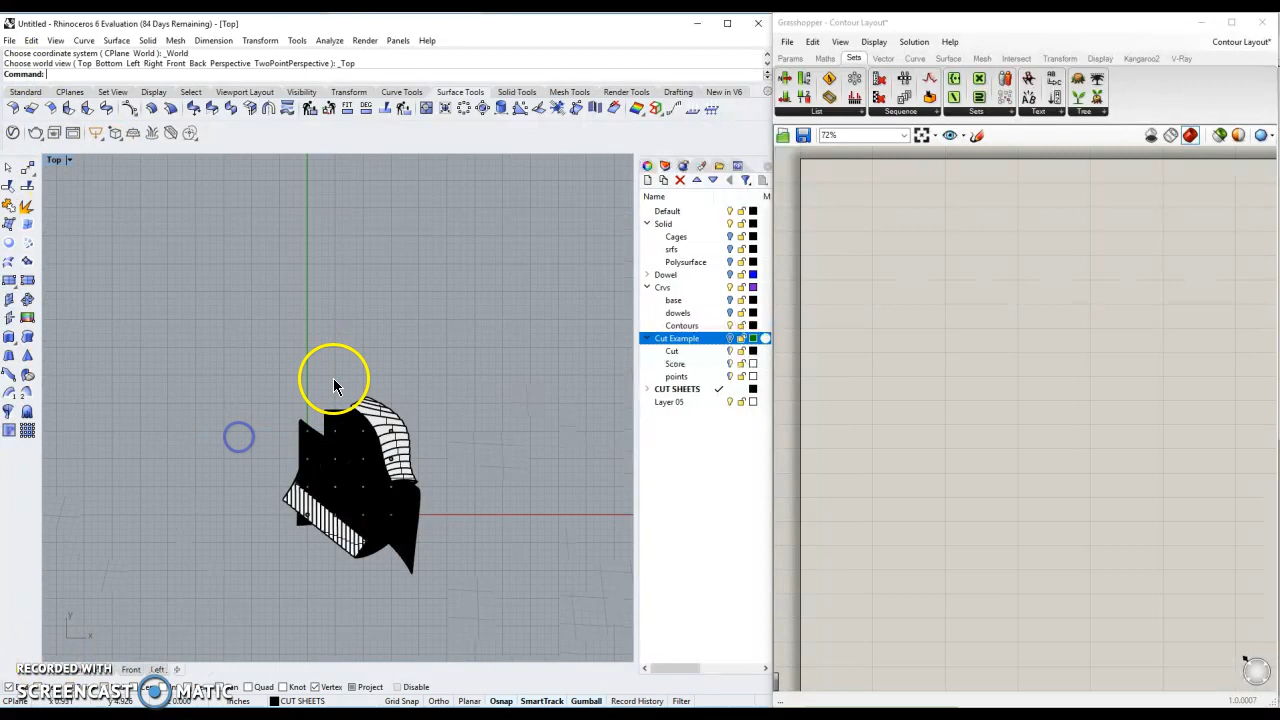 Untitled - Rhinoceros 6 Evaluation (84 Days Remaining) - [Top]
File Edit View Curve Surface Solid Mesh Dimension Transform Tools Analyze Render Panels Help
Choose coordinate system ( CPlane World ): _World
Choose world view ( Top Bottom Left Right Front Back Perspective TwoPointPerspective ): _Top
Command:
Standard CPlanes Set View Display Select Viewport Layout Visibility Transform Curve Tools Surface Tools Solid Tools Mesh Tools Render Tools Drafting New in V6
FIT DEG
Top
Name M
Default
Solid
Cages
srfs
Polysurface
Dowel
Crvs
base
dowels
Contours
Cut Example
Cut
Score
points
CUT SHEETS
Layer 05
y
x
Front Left
Quad Knot Vertex Project Disable
CPlane Inches CUT SHEETS Grid Snap Ortho Planar Osnap SmartTrack Gumball Record History Filter
RECORDED WITH
SCREENCAST MATIC
Grasshopper - Contour Layout*
File Edit View Display Solution Help Contour Layout*
Params Maths Sets Vector Curve Surface Mesh Intersect Transform Display Kangaroo2 V-Ray
List Sequence Sets Text Tree
72%
... 1.0.0007